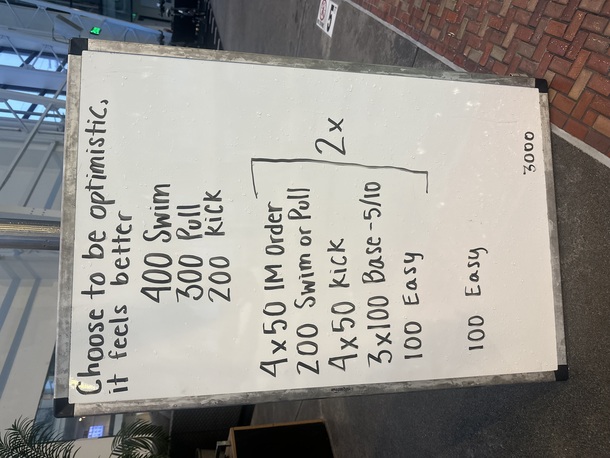 Choose to be optimistic,
it feels better
400 Swim
300 Pull
200 kick
4x50 IM Order
200 Swim or Pull
4x50 kick
3x100 Base -5/10
100 Easy
2x
100 Easy
3000